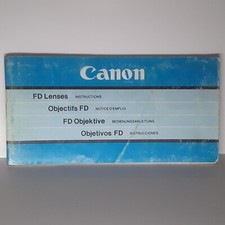 Canon
FD Lenses INSTRUCTIONS
Objectifs FD NOTICE D'EMPLOI
FD Objektive BEDIENUNGSANLEITUNG
Objetivos FD INSTRUCCIONES